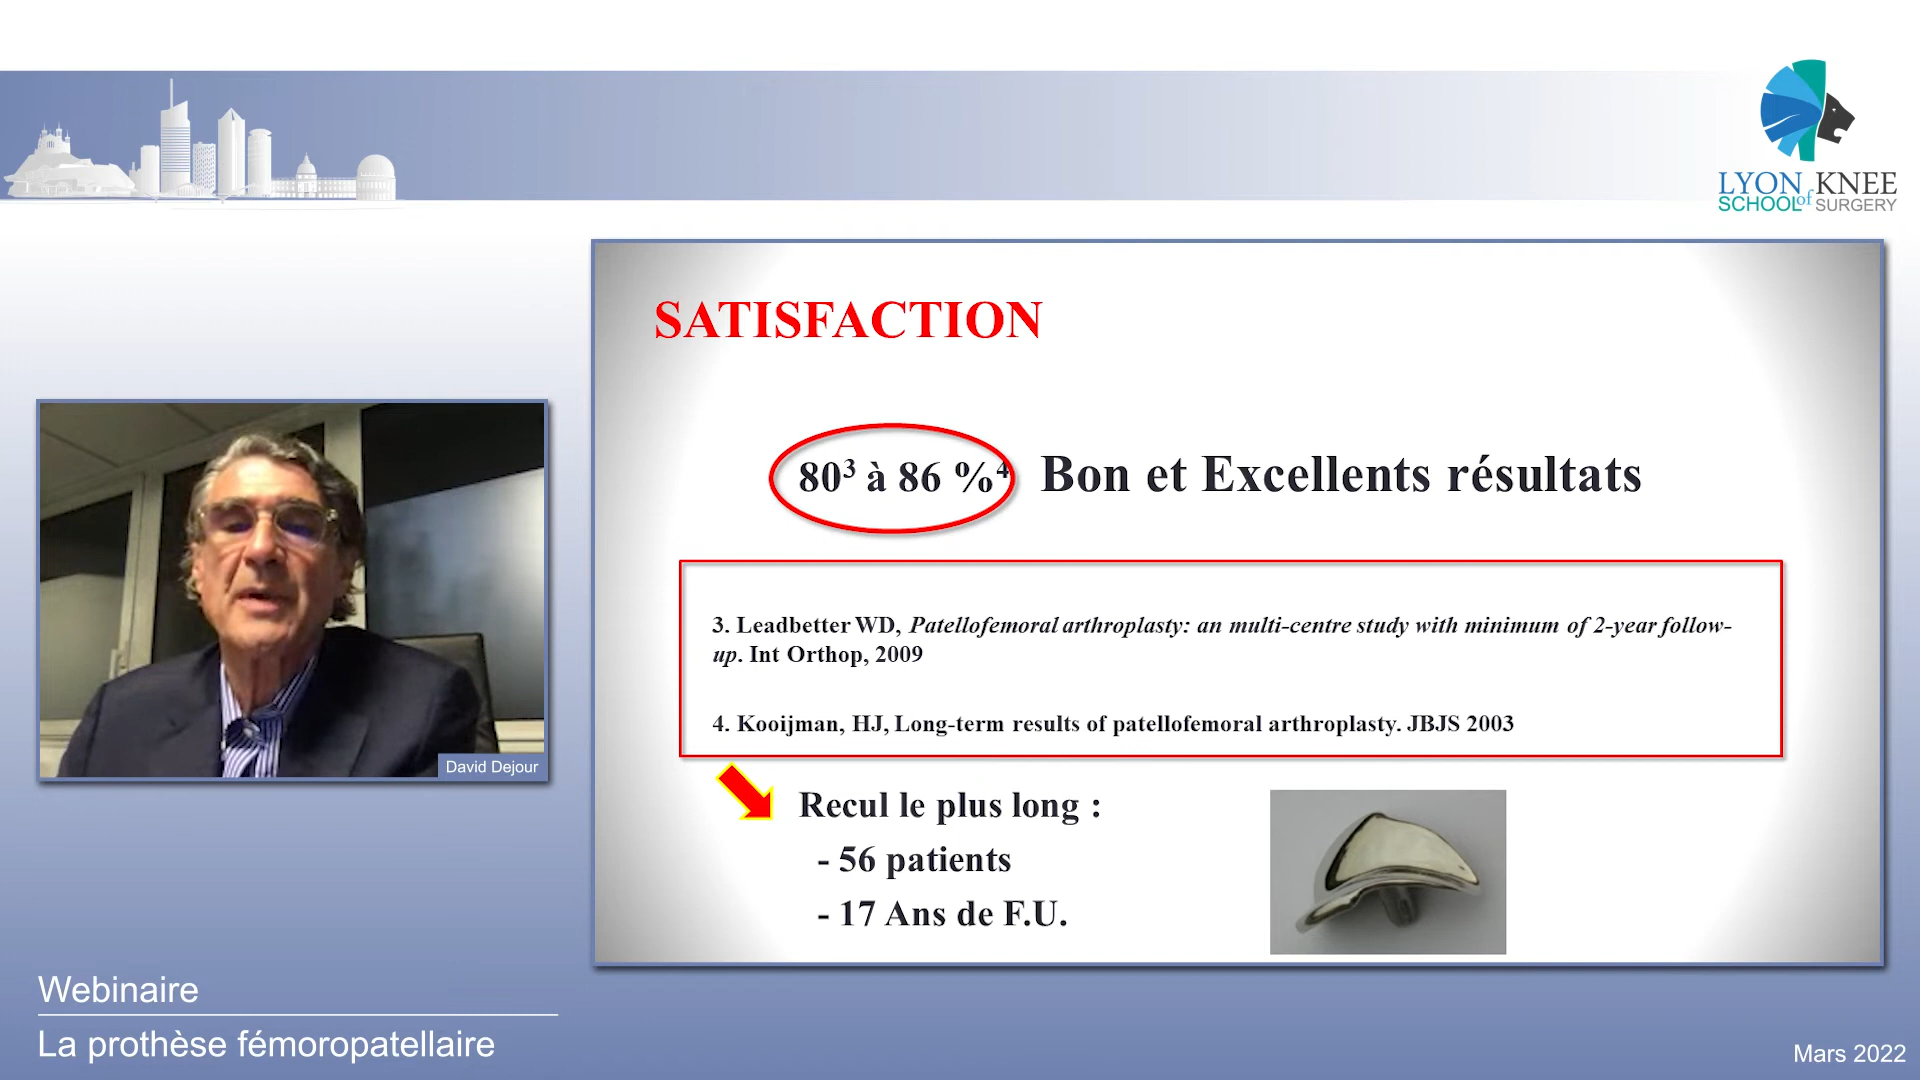 LYON KNEE
SCHOOL of SURGERY
SATISFACTION
80³ à 86 %⁴ Bon et Excellents résultats
3. Leadbetter WD, Patellofemoral arthroplasty: an multi-centre study with minimum of 2-year follow-
up. Int Orthop, 2009
4. Kooijman, HJ, Long-term results of patellofemoral arthroplasty. JBJS 2003
Recul le plus long :
- 56 patients
- 17 Ans de F.U.
David Dejour
Webinaire
La prothèse fémoropatellaire
Mars 2022